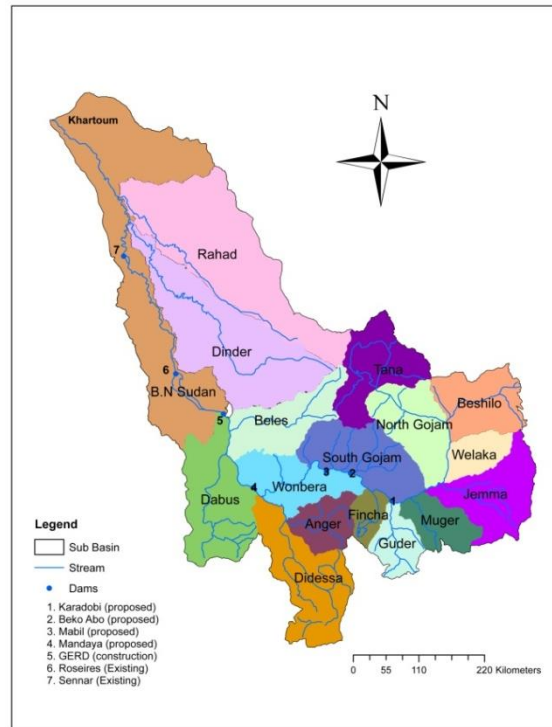 N
Khartoum
Rahad
7
Dinder
Tana
6
B.N Sudan
Beshilo
5
Beles
North Gojam
South Gojam
Welaka
3
2
Wonbera
4
Dabus
Jemma
1
Fincha
Anger
Muger
Guder
Didessa
Legend
Sub Basin
Stream
Dams
1. Karadobi (proposed)
2. Beko Abo (proposed)
3. Mabil (proposed)
4. Mandaya (proposed)
5. GERD (construction)
6. Roseires (Existing)
7. Sennar (Existing)
0 55 110 220 Kilometers